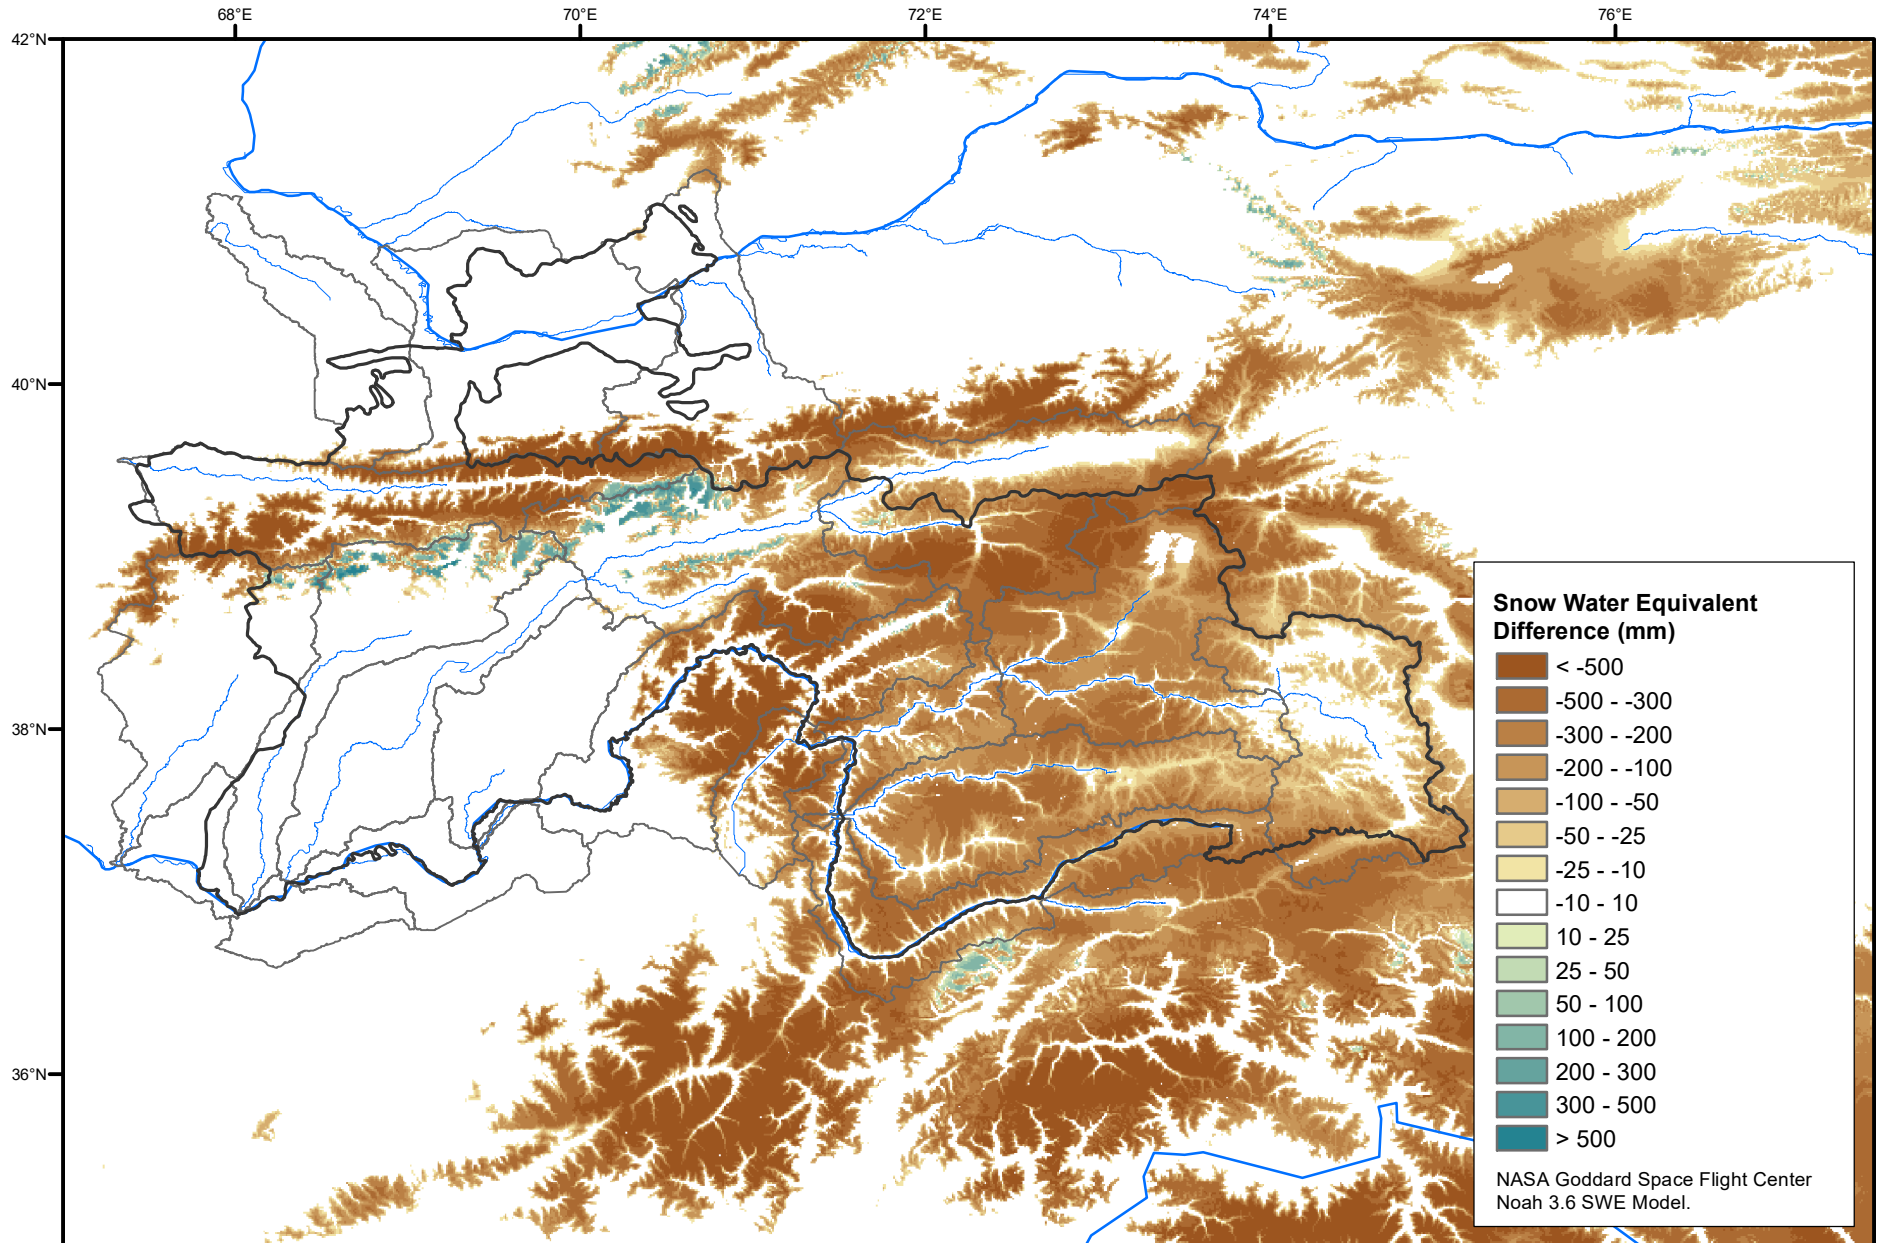 68°E 70°E 72°E 74°E 76°E
42°N
40°N
38°N
36°N
Snow Water Equivalent
Difference (mm)
< -500
-500 - -300
-300 - -200
-200 - -100
-100 - -50
-50 - -25
-25 - -10
-10 - 10
10 - 25
25 - 50
50 - 100
100 - 200
200 - 300
300 - 500
> 500
NASA Goddard Space Flight Center
Noah 3.6 SWE Model.